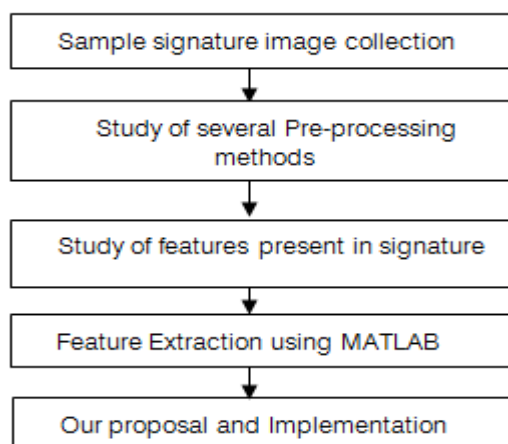 Sample signature image collection
Study of several Pre-processing
methods
Study of features present in signature
Feature Extraction using MATLAB
Our proposal and Implementation